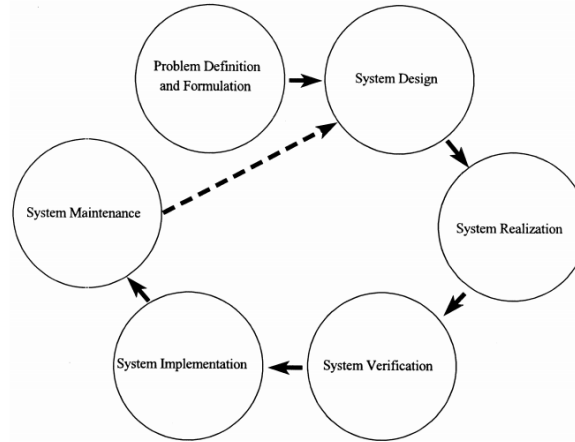 Problem Definition
and Formulation
System Design
System Realization
System Verification
System Implementation
System Maintenance